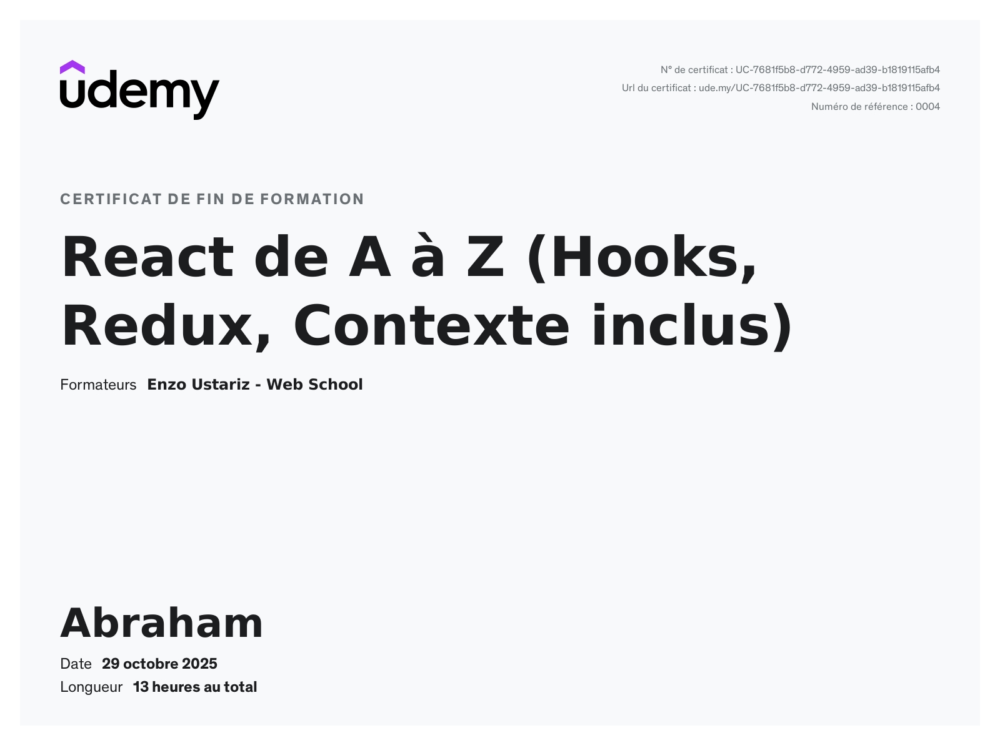 udemy
N° de certificat : UC-7681f5b8-d772-4959-ad39-b1819115afb4
Url du certificat : ude.my/UC-7681f5b8-d772-4959-ad39-b1819115afb4
Numéro de référence : 0004
CERTIFICAT DE FIN DE FORMATION
React de A à Z (Hooks,
Redux, Contexte inclus)
Formateurs Enzo Ustariz - Web School
Abraham
Date 29 octobre 2025
Longueur 13 heures au total